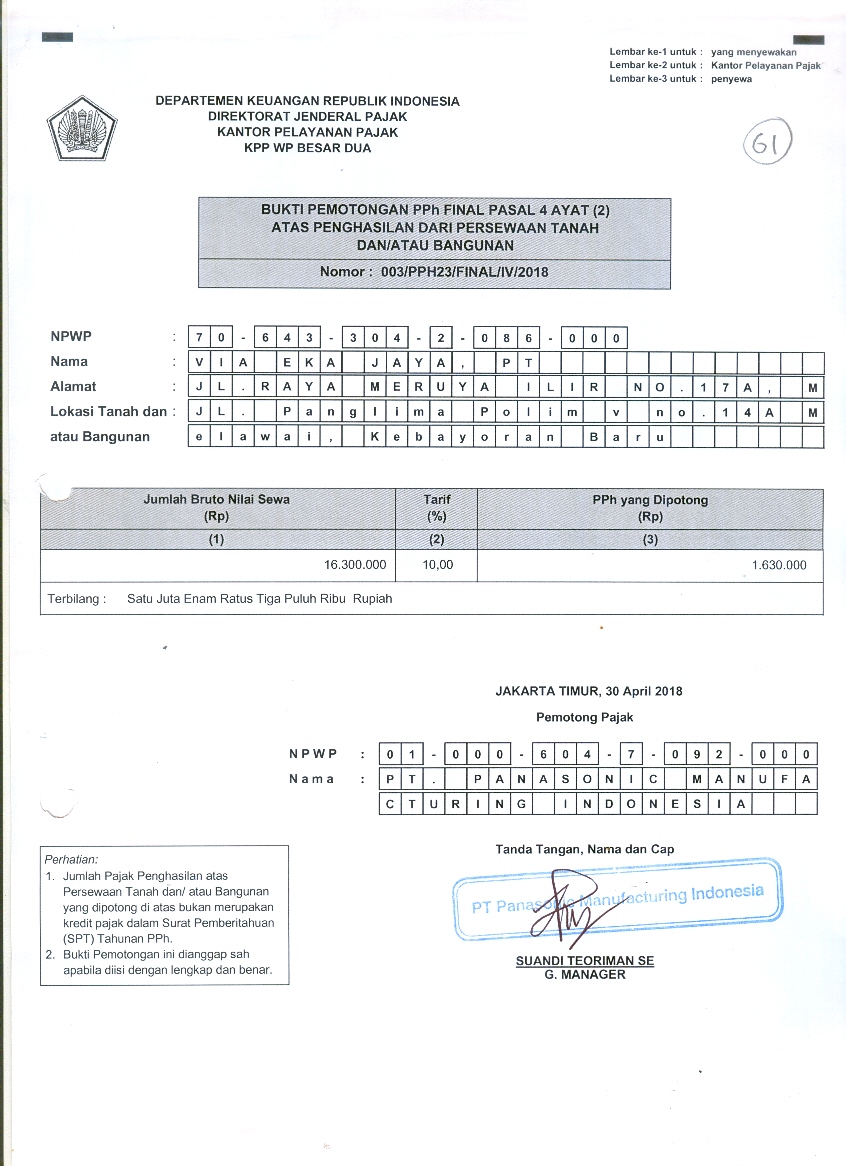 Lembar ke-1 untuk : yang menyewakan
Lembar ke-2 untuk : Kantor Pelayanan Pajak
Lembar ke-3 untuk : penyewa
DEPARTEMEN KEUANGAN REPUBLIK INDONESIA
DIREKTORAT JENDERAL PAJAK
KANTOR PELAYANAN PAJAK
KPP WP BESAR DUA
61
BUKTI PEMOTONGAN PPh FINAL PASAL 4 AYAT (2)
ATAS PENGHASILAN DARI PERSEWAAN TANAH
DAN/ATAU BANGUNAN
Nomor : 003/PPH23/FINAL/IV/2018
NPWP : 70-643-304-2-086-000
Nama : VIA EKA JAYA, PT
Alamat : JL.RAYA MERUYA ILIR NO.17A, M
Lokasi Tanah dan : JL. Panglima Polim v no.14A M
atau Bangunan elawai, Kebayoran Baru
Jumlah Bruto Nilai Sewa (Rp) Tarif (%) PPh yang Dipotong (Rp)
(1) (2) (3)
16.300.000 10,00 1.630.000
Terbilang : Satu Juta Enam Ratus Tiga Puluh Ribu Rupiah
JAKARTA TIMUR, 30 April 2018
Pemotong Pajak
NPWP : 01-000-604-7-092-000
Nama : PT. PANASONIC MANUFA
CTURING INDONESIA
Tanda Tangan, Nama dan Cap
PT Panasonic Manufacturing Indonesia
SUANDI TEORIMAN SE
G. MANAGER
Perhatian:
1. Jumlah Pajak Penghasilan atas
Persewaan Tanah dan/ atau Bangunan
yang dipotong di atas bukan merupakan
kredit pajak dalam Surat Pemberitahuan
(SPT) Tahunan PPh.
2. Bukti Pemotongan ini dianggap sah
apabila diisi dengan lengkap dan benar.